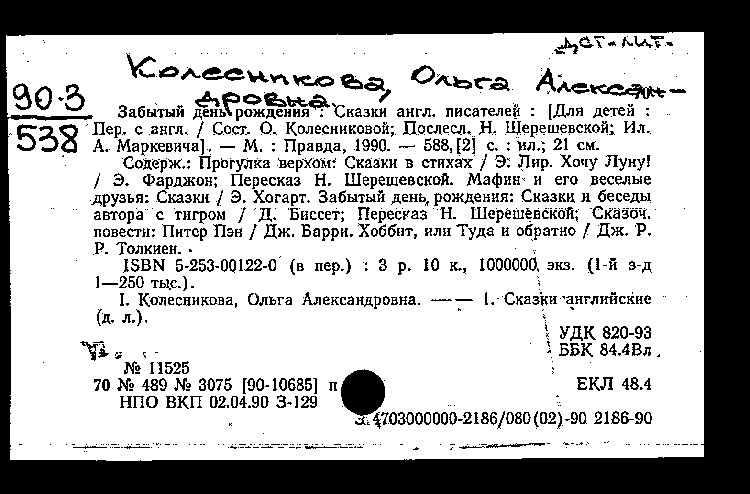 Дет. лит.
Колесникова, Ольга Алексан-
90-3
дровна.
Забытый день рождения : Сказки англ. писателей : [Для детей :
538
Пер. с англ. / Сост. О. Колесниковой; Послесл. Н. Шерешевской; Ил.
А. Маркевича]. — М. : Правда, 1990. — 588,[2] с. : ил.; 21 см.
Содерж.: Прогулка верхом: Сказки в стихах / Э. Лир. Хочу Луну!
/ Э. Фарджон; Пересказ Н. Шерешевской. Мафин и его веселые
друзья: Сказки / Э. Хогарт. Забытый день рождения: Сказки и беседы
автора с тигром / Д. Биссет; Пересказ Н. Шерешевской; Сказоч.
повести: Питер Пэн / Дж. Барри. Хоббит, или Туда и обратно / Дж. Р.
Р. Толкиен.
ISBN 5-253-00122-0 (в пер.) : 3 р. 10 к., 1000000 экз. (1-й з-д
1—250 тыс.).
I. Колесникова, Ольга Александровна. —— 1. Сказки английские
(д. л.).
УДК 820-93
ББК 84.4Вл
№ 11525
70 № 489 № 3075 [90-10685] п
ЕКЛ 48.4
НПО ВКП 02.04.90 З-129
4703000000-2186/080(02)-90 2186-90